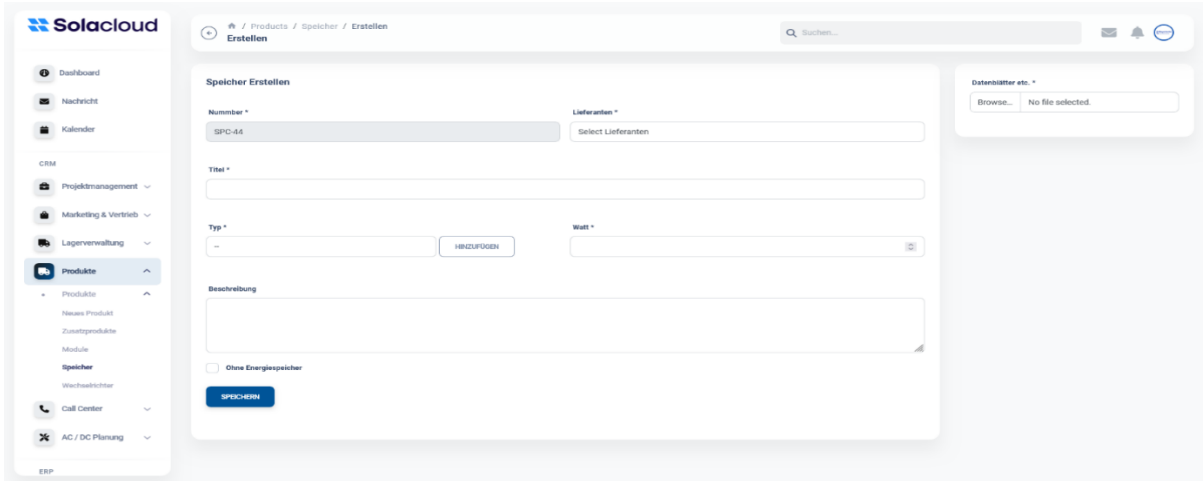 Solacloud
Dashboard
Nachricht
Kalender
CRM
Projektmanagement
Marketing & Vertrieb
Lagerverwaltung
Produkte
Produkte
Neues Produkt
Zusatzprodukte
Module
Speicher
Wechselrichter
Call Center
AC / DC Planung
ERP
/ Products / Speicher / Erstellen
Erstellen
Suchen...
Speicher Erstellen
Nummber * Lieferanten *
SPC-44 Select Lieferanten
Titel *
Typ * Watt *
-- HINZUFÜGEN
Beschreibung
Ohne Energiespeicher
SPEICHERN
Datenblätter etc. *
Browse... No file selected.